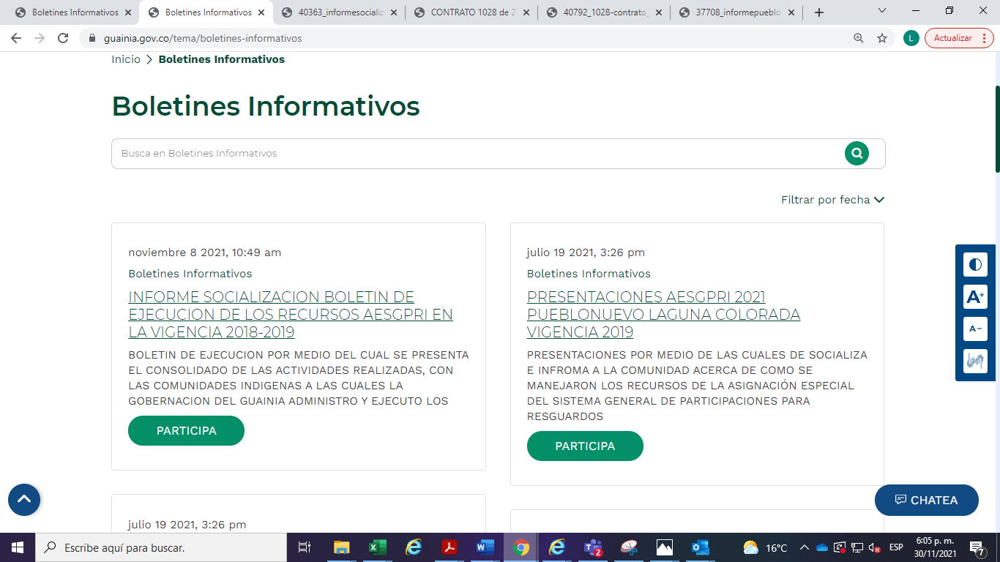 Boletines Informativos
Boletines Informativos
40363_informesocializ
CONTRATO 1028 de 2
40792_1028-contrato_
37708_informepueblo
guainia.gov.co/tema/boletines-informativos
L
Actualizar
Inicio > Boletines Informativos
Boletines Informativos
Busca en Boletines Informativos
Filtrar por fecha
noviembre 8 2021, 10:49 am
Boletines Informativos
INFORME SOCIALIZACION BOLETIN DE
EJECUCION DE LOS RECURSOS AESGPRI EN
LA VIGENCIA 2018-2019
BOLETIN DE EJECUCION POR MEDIO DEL CUAL SE PRESENTA
EL CONSOLIDADO DE LAS ACTIVIDADES REALIZADAS, CON
LAS COMUNIDADES INDIGENAS A LAS CUALES LA
GOBERNACION DEL GUAINIA ADMINISTRO Y EJECUTO LOS
PARTICIPA
julio 19 2021, 3:26 pm
Boletines Informativos
PRESENTACIONES AESGPRI 2021
PUEBLONUEVO LAGUNA COLORADA
VIGENCIA 2019
PRESENTACIONES POR MEDIO DE LAS CUALES DE SOCIALIZA
E INFROMA A LA COMUNIDAD ACERCA DE COMO SE
MANEJARON LOS RECURSOS DE LA ASIGNACIÓN ESPECIAL
DEL SISTEMA GENERAL DE PARTICIPACIONES PARA
RESGUARDOS
PARTICIPA
A+
A-
julio 19 2021, 3:26 pm
CHATEA
Escribe aquí para buscar.
2
16°C
ESP
6:05 p. m.
30/11/2021
7